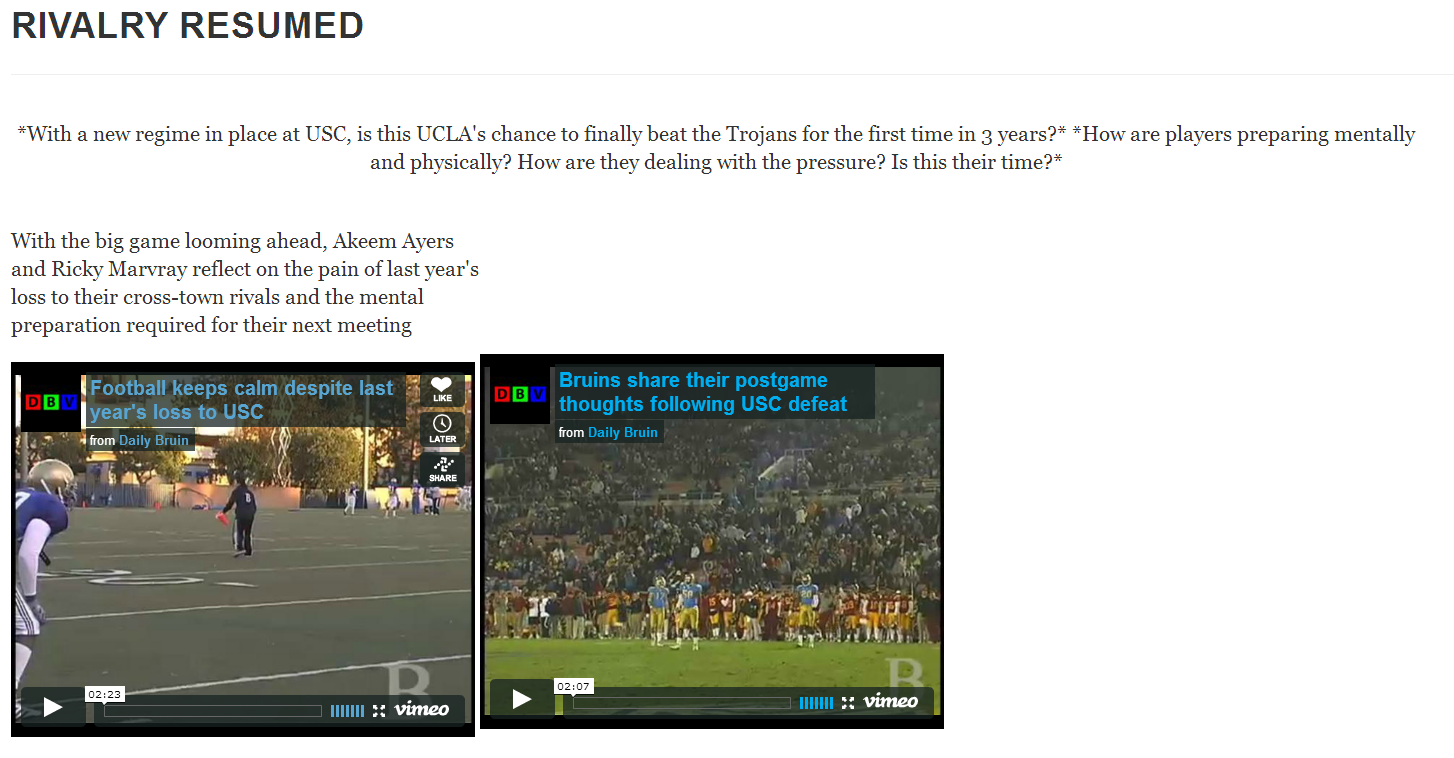 RIVALRY RESUMED
*With a new regime in place at USC, is this UCLA's chance to finally beat the Trojans for the first time in 3 years?* *How are players preparing mentally
and physically? How are they dealing with the pressure? Is this their time?*
With the big game looming ahead, Akeem Ayers
and Ricky Marvray reflect on the pain of last year's
loss to their cross-town rivals and the mental
preparation required for their next meeting
DBV
Football keeps calm despite last
year's loss to USC
from Daily Bruin
LIKE
LATER
SHARE
B
02:23
vimeo
DBV
Bruins share their postgame
thoughts following USC defeat
from Daily Bruin
B
02:07
vimeo